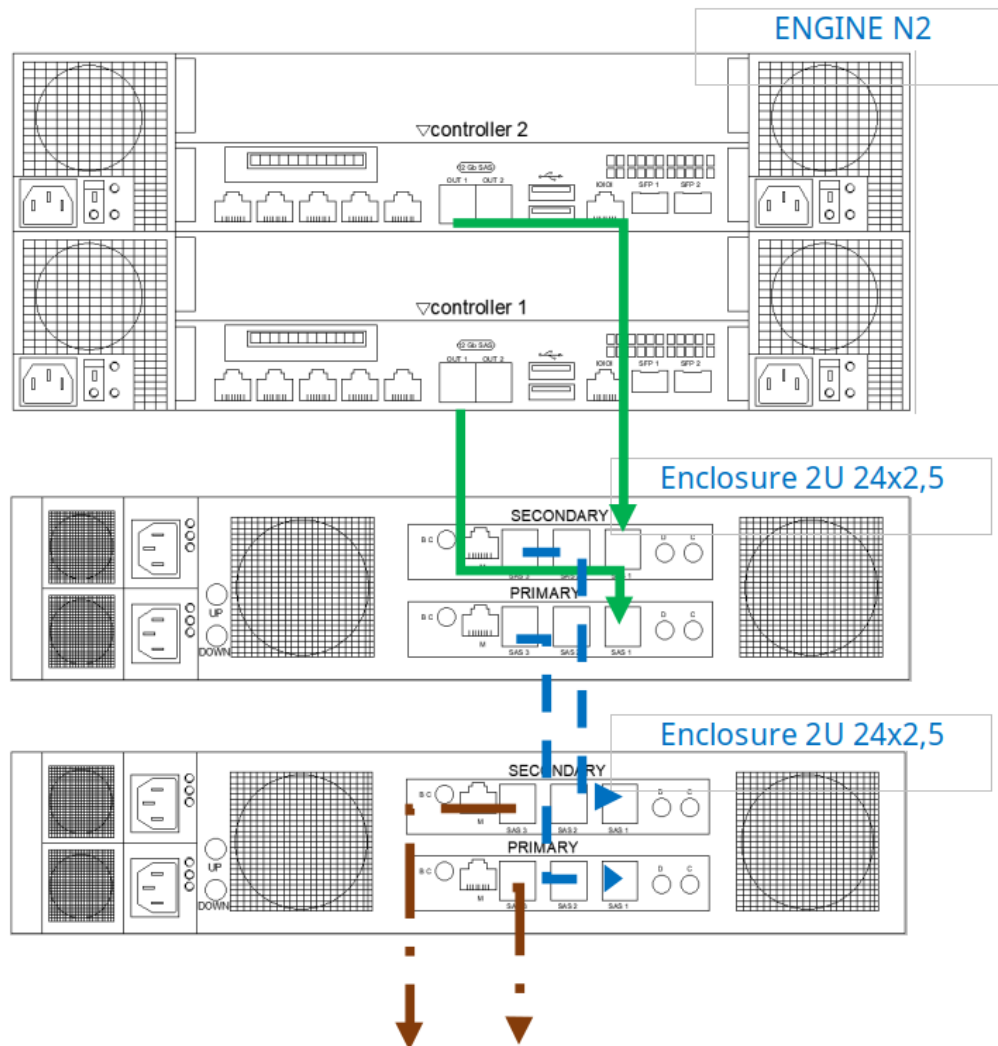 ENGINE N2
▽controller 2
12 Gb SAS
OUT 1 OUT 2 IOIOI SFP 1 SFP 2
▽controller 1
12 Gb SAS
OUT 1 OUT 2 IOIOI SFP 1 SFP 2
Enclosure 2U 24x2,5
SECONDARY
B C D C
M SAS 3 SAS 1
PRIMARY
B C D C
UP
M SAS 3 SAS 1
DOWN
Enclosure 2U 24x2,5
SECONDARY
B C D C
M SAS 3 SAS 2 SAS 1
PRIMARY
B C D C
UP
M SAS 2 SAS 1
DOWN